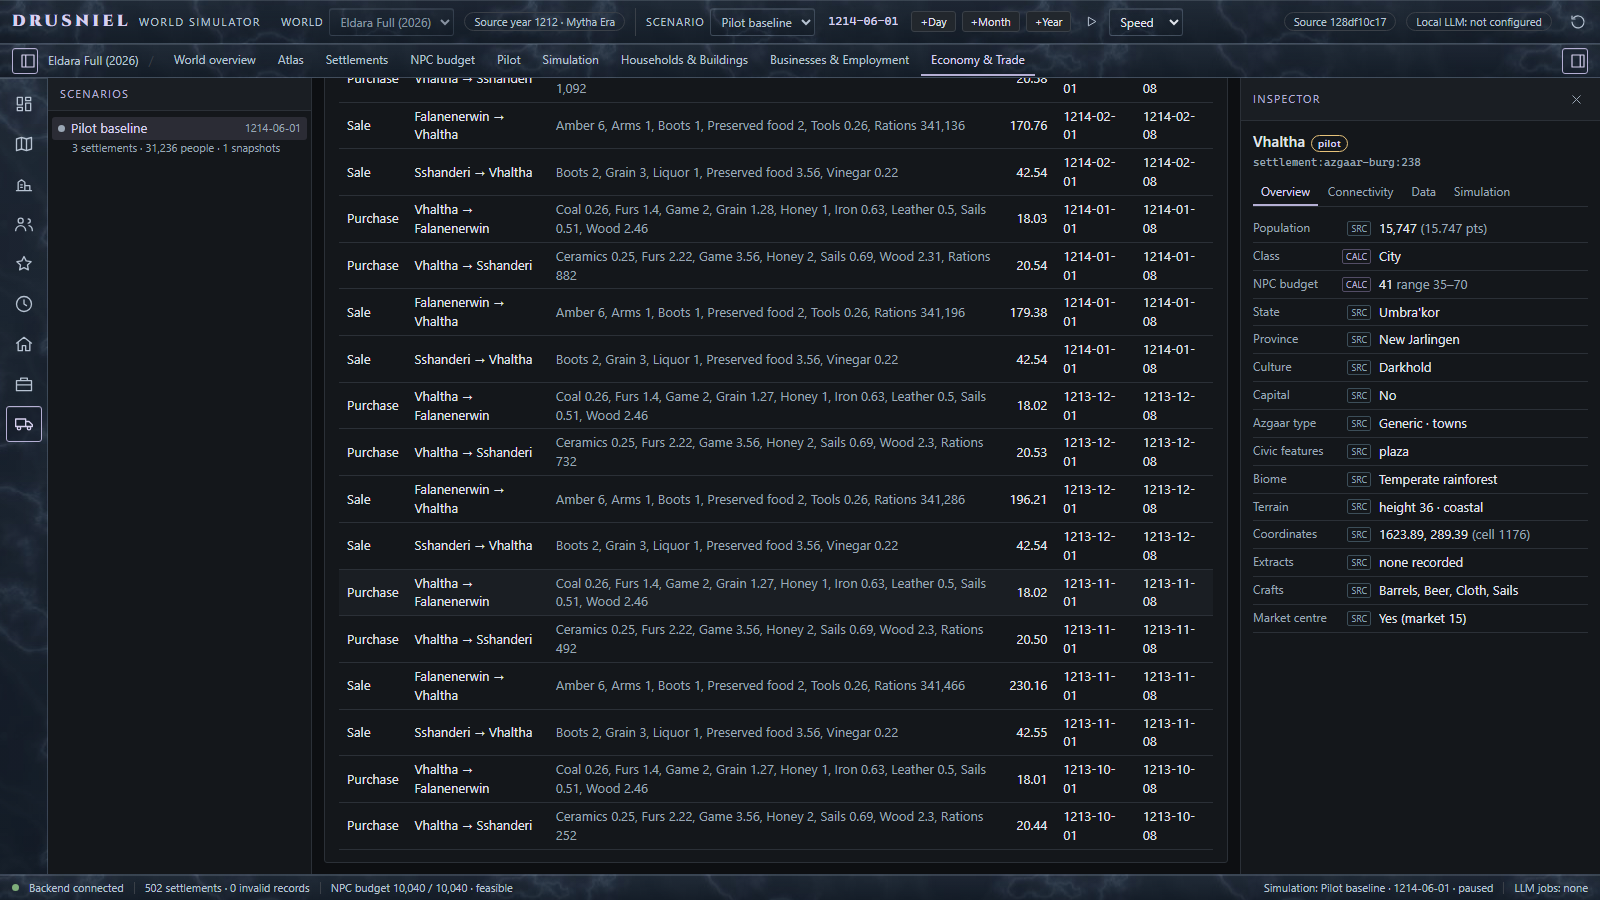 DRUSNIEL WORLD SIMULATOR WORLD Eldara Full (2026) Source year 1212 · Mytha Era SCENARIO Pilot baseline 1214-06-01 +Day +Month +Year Speed Source 128df10c17 Local LLM: not configured
Eldara Full (2026) / World overview Atlas Settlements NPC budget Pilot Simulation Households & Buildings Businesses & Employment Economy & Trade
SCENARIOS
Pilot baseline 1214-06-01
3 settlements · 31,236 people · 1 snapshots
Purchase Vhaltha → Sshanderi 1,092 20.58 01 08
Sale Falanenerwin → Vhaltha Amber 6, Arms 1, Boots 1, Preserved food 2, Tools 0.26, Rations 341,136 170.76 1214-02-01 1214-02-08
Sale Sshanderi → Vhaltha Boots 2, Grain 3, Liquor 1, Preserved food 3.56, Vinegar 0.22 42.54 1214-02-01 1214-02-08
Purchase Vhaltha → Falanenerwin Coal 0.26, Furs 1.4, Game 2, Grain 1.28, Honey 1, Iron 0.63, Leather 0.5, Sails 0.51, Wood 2.46 18.03 1214-01-01 1214-01-08
Purchase Vhaltha → Sshanderi Ceramics 0.25, Furs 2.22, Game 3.56, Honey 2, Sails 0.69, Wood 2.31, Rations 882 20.54 1214-01-01 1214-01-08
Sale Falanenerwin → Vhaltha Amber 6, Arms 1, Boots 1, Preserved food 2, Tools 0.26, Rations 341,196 179.38 1214-01-01 1214-01-08
Sale Sshanderi → Vhaltha Boots 2, Grain 3, Liquor 1, Preserved food 3.56, Vinegar 0.22 42.54 1214-01-01 1214-01-08
Purchase Vhaltha → Falanenerwin Coal 0.26, Furs 1.4, Game 2, Grain 1.27, Honey 1, Iron 0.63, Leather 0.5, Sails 0.51, Wood 2.46 18.02 1213-12-01 1213-12-08
Purchase Vhaltha → Sshanderi Ceramics 0.25, Furs 2.22, Game 3.56, Honey 2, Sails 0.69, Wood 2.3, Rations 732 20.53 1213-12-01 1213-12-08
Sale Falanenerwin → Vhaltha Amber 6, Arms 1, Boots 1, Preserved food 2, Tools 0.26, Rations 341,286 196.21 1213-12-01 1213-12-08
Sale Sshanderi → Vhaltha Boots 2, Grain 3, Liquor 1, Preserved food 3.56, Vinegar 0.22 42.54 1213-12-01 1213-12-08
Purchase Vhaltha → Falanenerwin Coal 0.26, Furs 1.4, Game 2, Grain 1.27, Honey 1, Iron 0.63, Leather 0.5, Sails 0.51, Wood 2.46 18.02 1213-11-01 1213-11-08
Purchase Vhaltha → Sshanderi Ceramics 0.25, Furs 2.22, Game 3.56, Honey 2, Sails 0.69, Wood 2.3, Rations 492 20.50 1213-11-01 1213-11-08
Sale Falanenerwin → Vhaltha Amber 6, Arms 1, Boots 1, Preserved food 2, Tools 0.26, Rations 341,466 230.16 1213-11-01 1213-11-08
Sale Sshanderi → Vhaltha Boots 2, Grain 3, Liquor 1, Preserved food 3.56, Vinegar 0.22 42.55 1213-11-01 1213-11-08
Purchase Vhaltha → Falanenerwin Coal 0.26, Furs 1.4, Game 2, Grain 1.27, Honey 1, Iron 0.63, Leather 0.5, Sails 0.51, Wood 2.46 18.01 1213-10-01 1213-10-08
Purchase Vhaltha → Sshanderi Ceramics 0.25, Furs 2.22, Game 3.56, Honey 2, Sails 0.69, Wood 2.3, Rations 252 20.44 1213-10-01 1213-10-08
INSPECTOR
Vhaltha pilot
settlement:azgaar-burg:238
Overview Connectivity Data Simulation
Population SRC 15,747 (15.747 pts)
Class CALC City
NPC budget CALC 41 range 35–70
State SRC Umbra'kor
Province SRC New Jarlingen
Culture SRC Darkhold
Capital SRC No
Azgaar type SRC Generic · towns
Civic features SRC plaza
Biome SRC Temperate rainforest
Terrain SRC height 36 · coastal
Coordinates SRC 1623.89, 289.39 (cell 1176)
Extracts SRC none recorded
Crafts SRC Barrels, Beer, Cloth, Sails
Market centre SRC Yes (market 15)
Backend connected 502 settlements · 0 invalid records NPC budget 10,040 / 10,040 · feasible Simulation: Pilot baseline · 1214-06-01 · paused LLM jobs: none